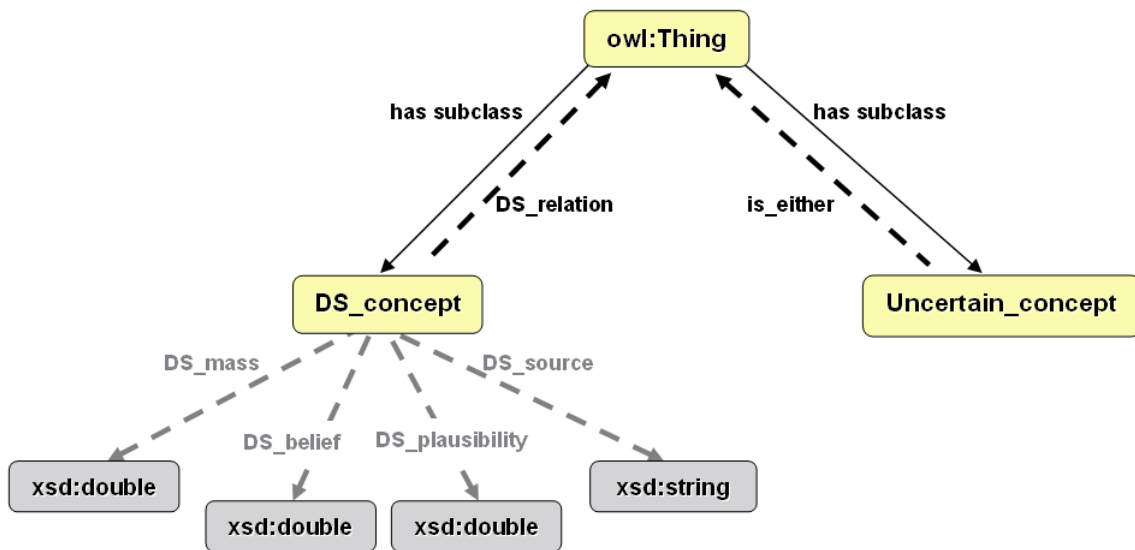 owl:Thing
has subclass
has subclass
DS_relation
is_either
DS_concept
Uncertain_concept
DS_mass
DS_source
DS_belief
DS_plausibility
xsd:double
xsd:string
xsd:double
xsd:double